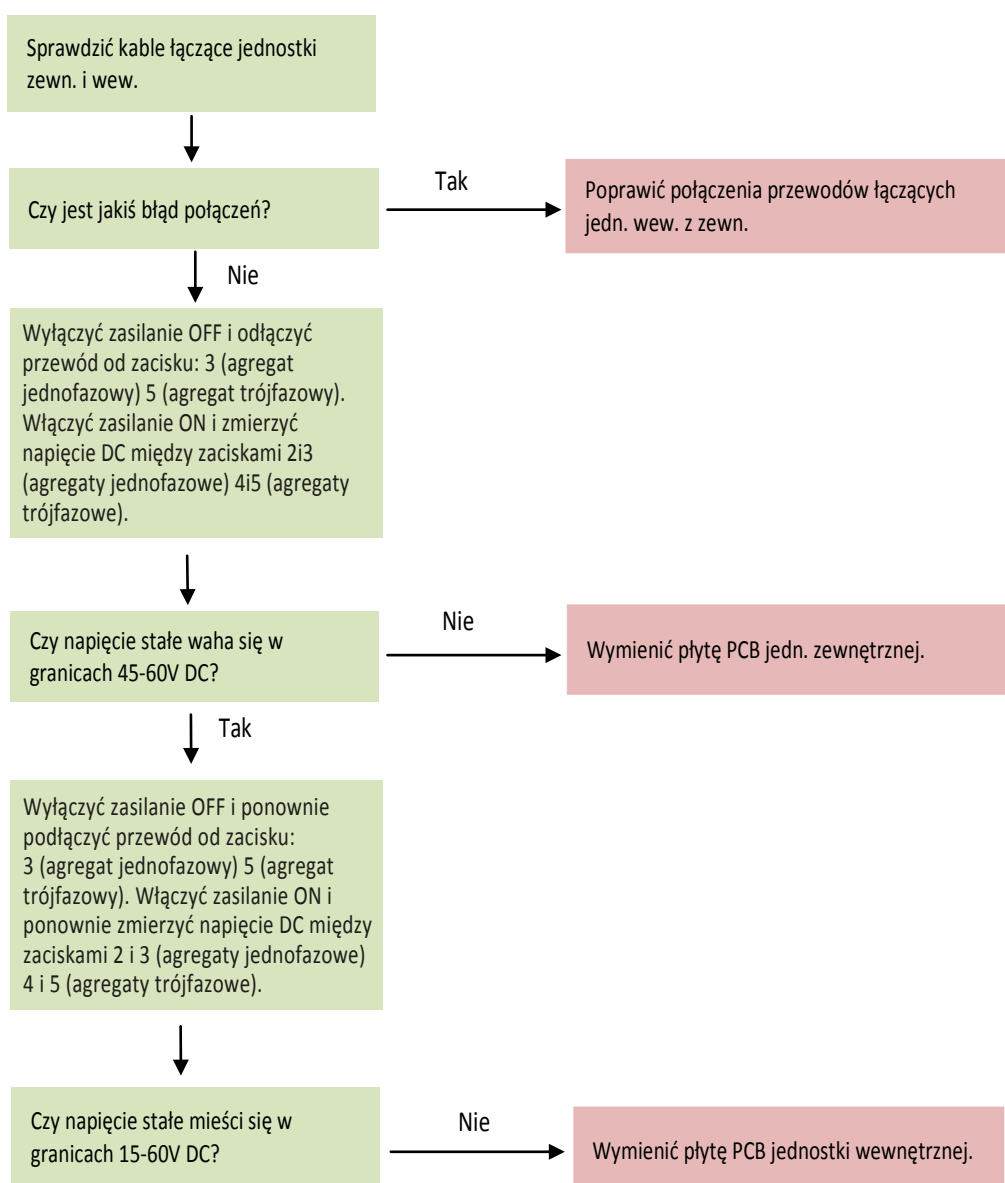 Sprawdzić kable łączące jednostki
zewn. i wew.
Czy jest jakiś błąd połączeń?
Tak
Poprawić połączenia przewodów łączących
jedn. wew. z zewn.
Nie
Wyłączyć zasilanie OFF i odłączyć
przewód od zacisku: 3 (agregat
jednofazowy) 5 (agregat trójfazowy).
Włączyć zasilanie ON i zmierzyć
napięcie DC między zaciskami 2i3
(agregaty jednofazowe) 4i5 (agregaty
trójfazowe).
Czy napięcie stałe waha się w
granicach 45-60V DC?
Nie
Wymienić płytę PCB jedn. zewnętrznej.
Tak
Wyłączyć zasilanie OFF i ponownie
podłączyć przewód od zacisku:
3 (agregat jednofazowy) 5 (agregat
trójfazowy). Włączyć zasilanie ON i
ponownie zmierzyć napięcie DC między
zaciskami 2 i 3 (agregaty jednofazowe)
4 i 5 (agregaty trójfazowe).
Czy napięcie stałe mieści się w
granicach 15-60V DC?
Nie
Wymienić płytę PCB jednostki wewnętrznej.